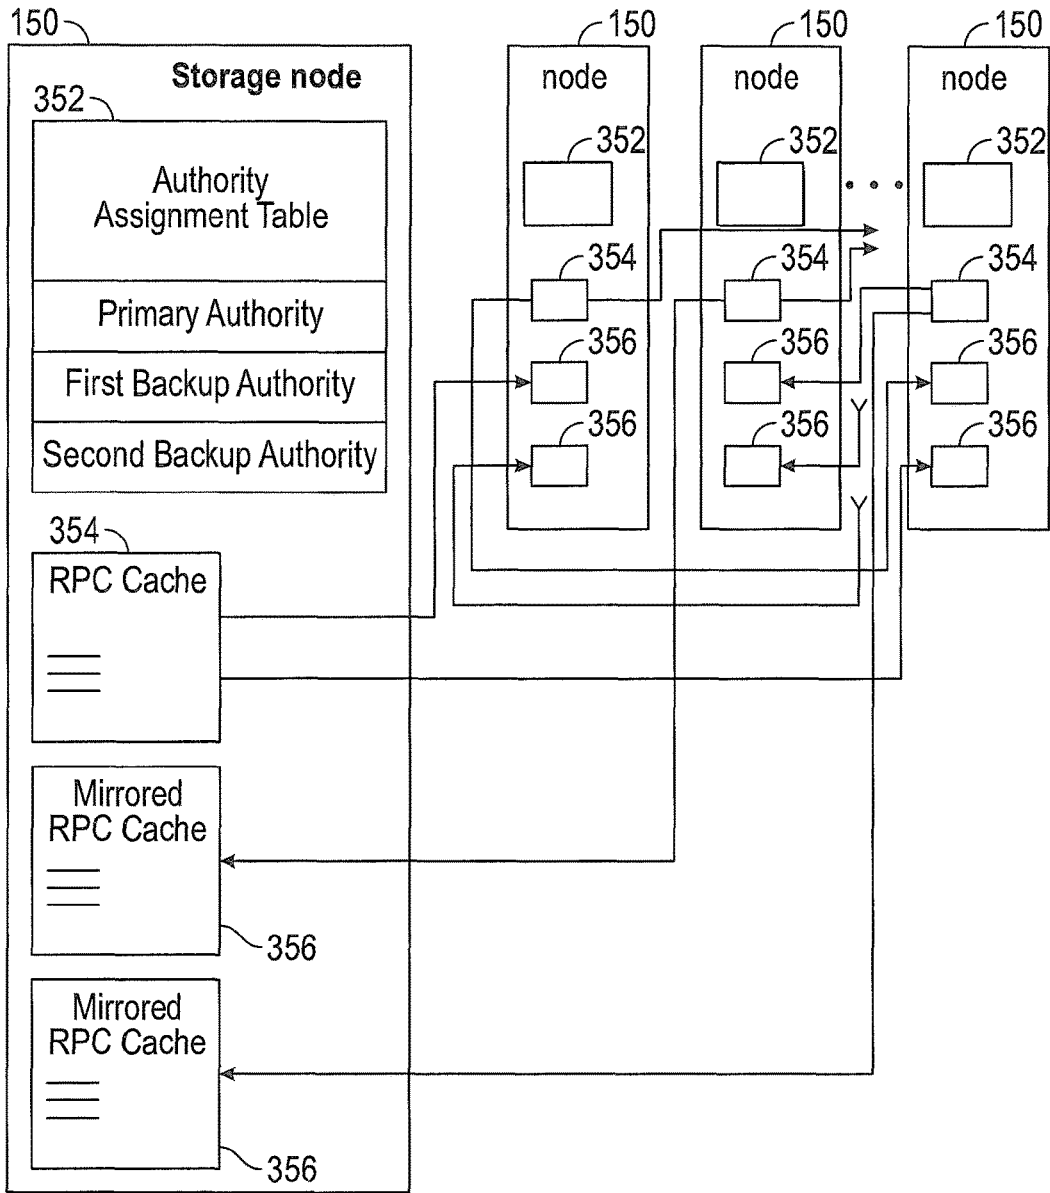 150
150
150
150
Storage node
node
node
node
352
Authority
Assignment Table
Primary Authority
First Backup Authority
Second Backup Authority
352
352
352
354
354
354
356
356
356
356
356
356
354
RPC Cache
Mirrored
RPC Cache
356
Mirrored
RPC Cache
356